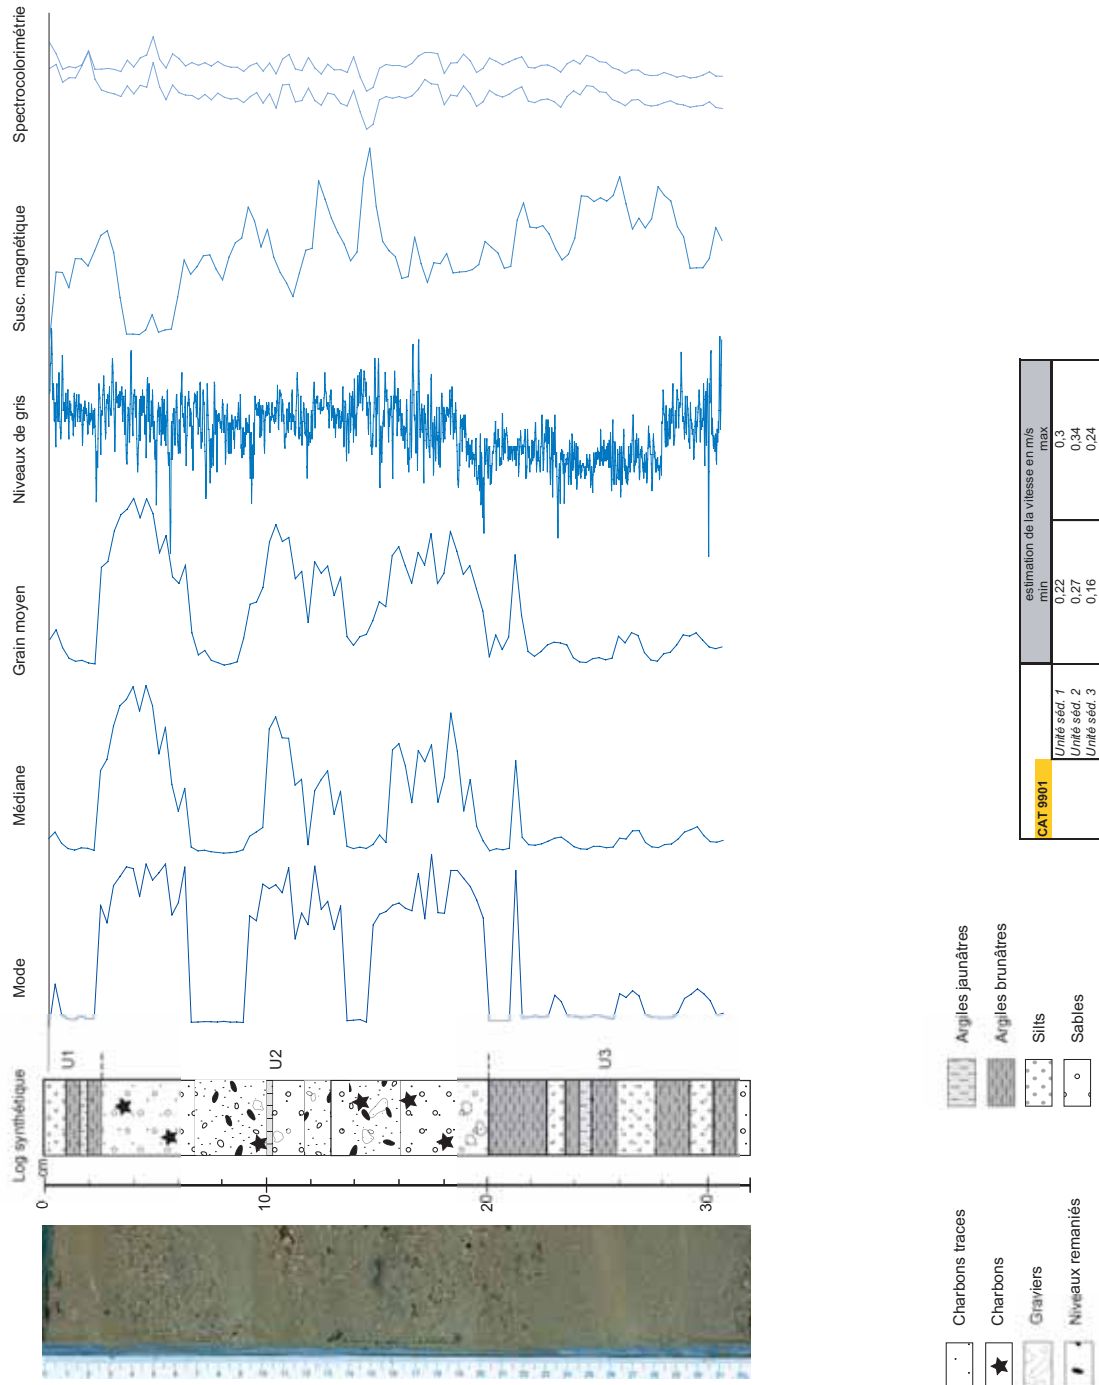 Log synthétique
Mode
Médiane
Grain moyen
Niveaux de gris
Susc. magnétique
Spectrocolorimétrie
cm
0
10
20
30
U1
U2
U3
Charbons traces
Charbons
Graviers
Niveaux remaniés
Argiles jaunâtres
Argiles brunâtres
Silts
Sables
CAT 9901
estimation de la vitesse en m/s
min max
Unité séd. 1 0,22 0,3
Unité séd. 2 0,27 0,34
Unité séd. 3 0,16 0,24